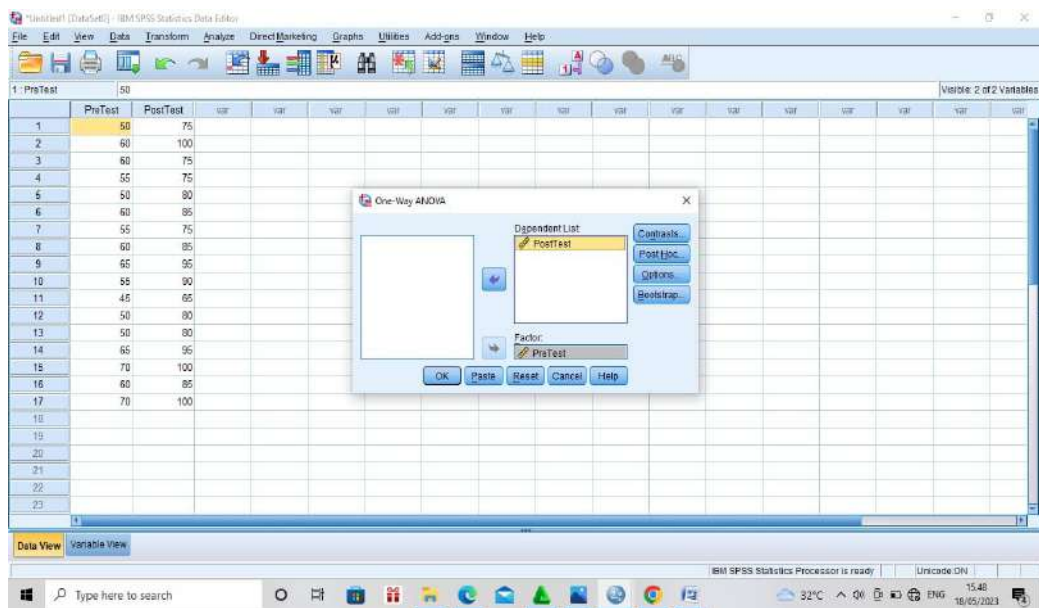 *Untitled1 [DataSet0] - IBM SPSS Statistics Data Editor
File Edit View Data Transform Analyze Direct Marketing Graphs Utilities Add-ons Window Help
1 : PreTest 50 Visible: 2 of 2 Variables
PreTest PostTest var var var var var var var var var var var var var var
1 50 75
2 60 100
3 60 75
4 55 75
5 50 80
6 60 85
7 55 75
8 60 85
9 65 95
10 55 90
11 45 65
12 50 80
13 50 80
14 65 95
15 70 100
16 60 85
17 70 100
18
19
20
21
22
23
One-Way ANOVA
Dependent List:
PostTest
Contrasts...
Post Hoc...
Options...
Bootstrap...
Factor:
PreTest
OK Paste Reset Cancel Help
Data View Variable View
IBM SPSS Statistics Processor is ready Unicode:ON
Type here to search 32°C ENG 15.48
18/05/2023